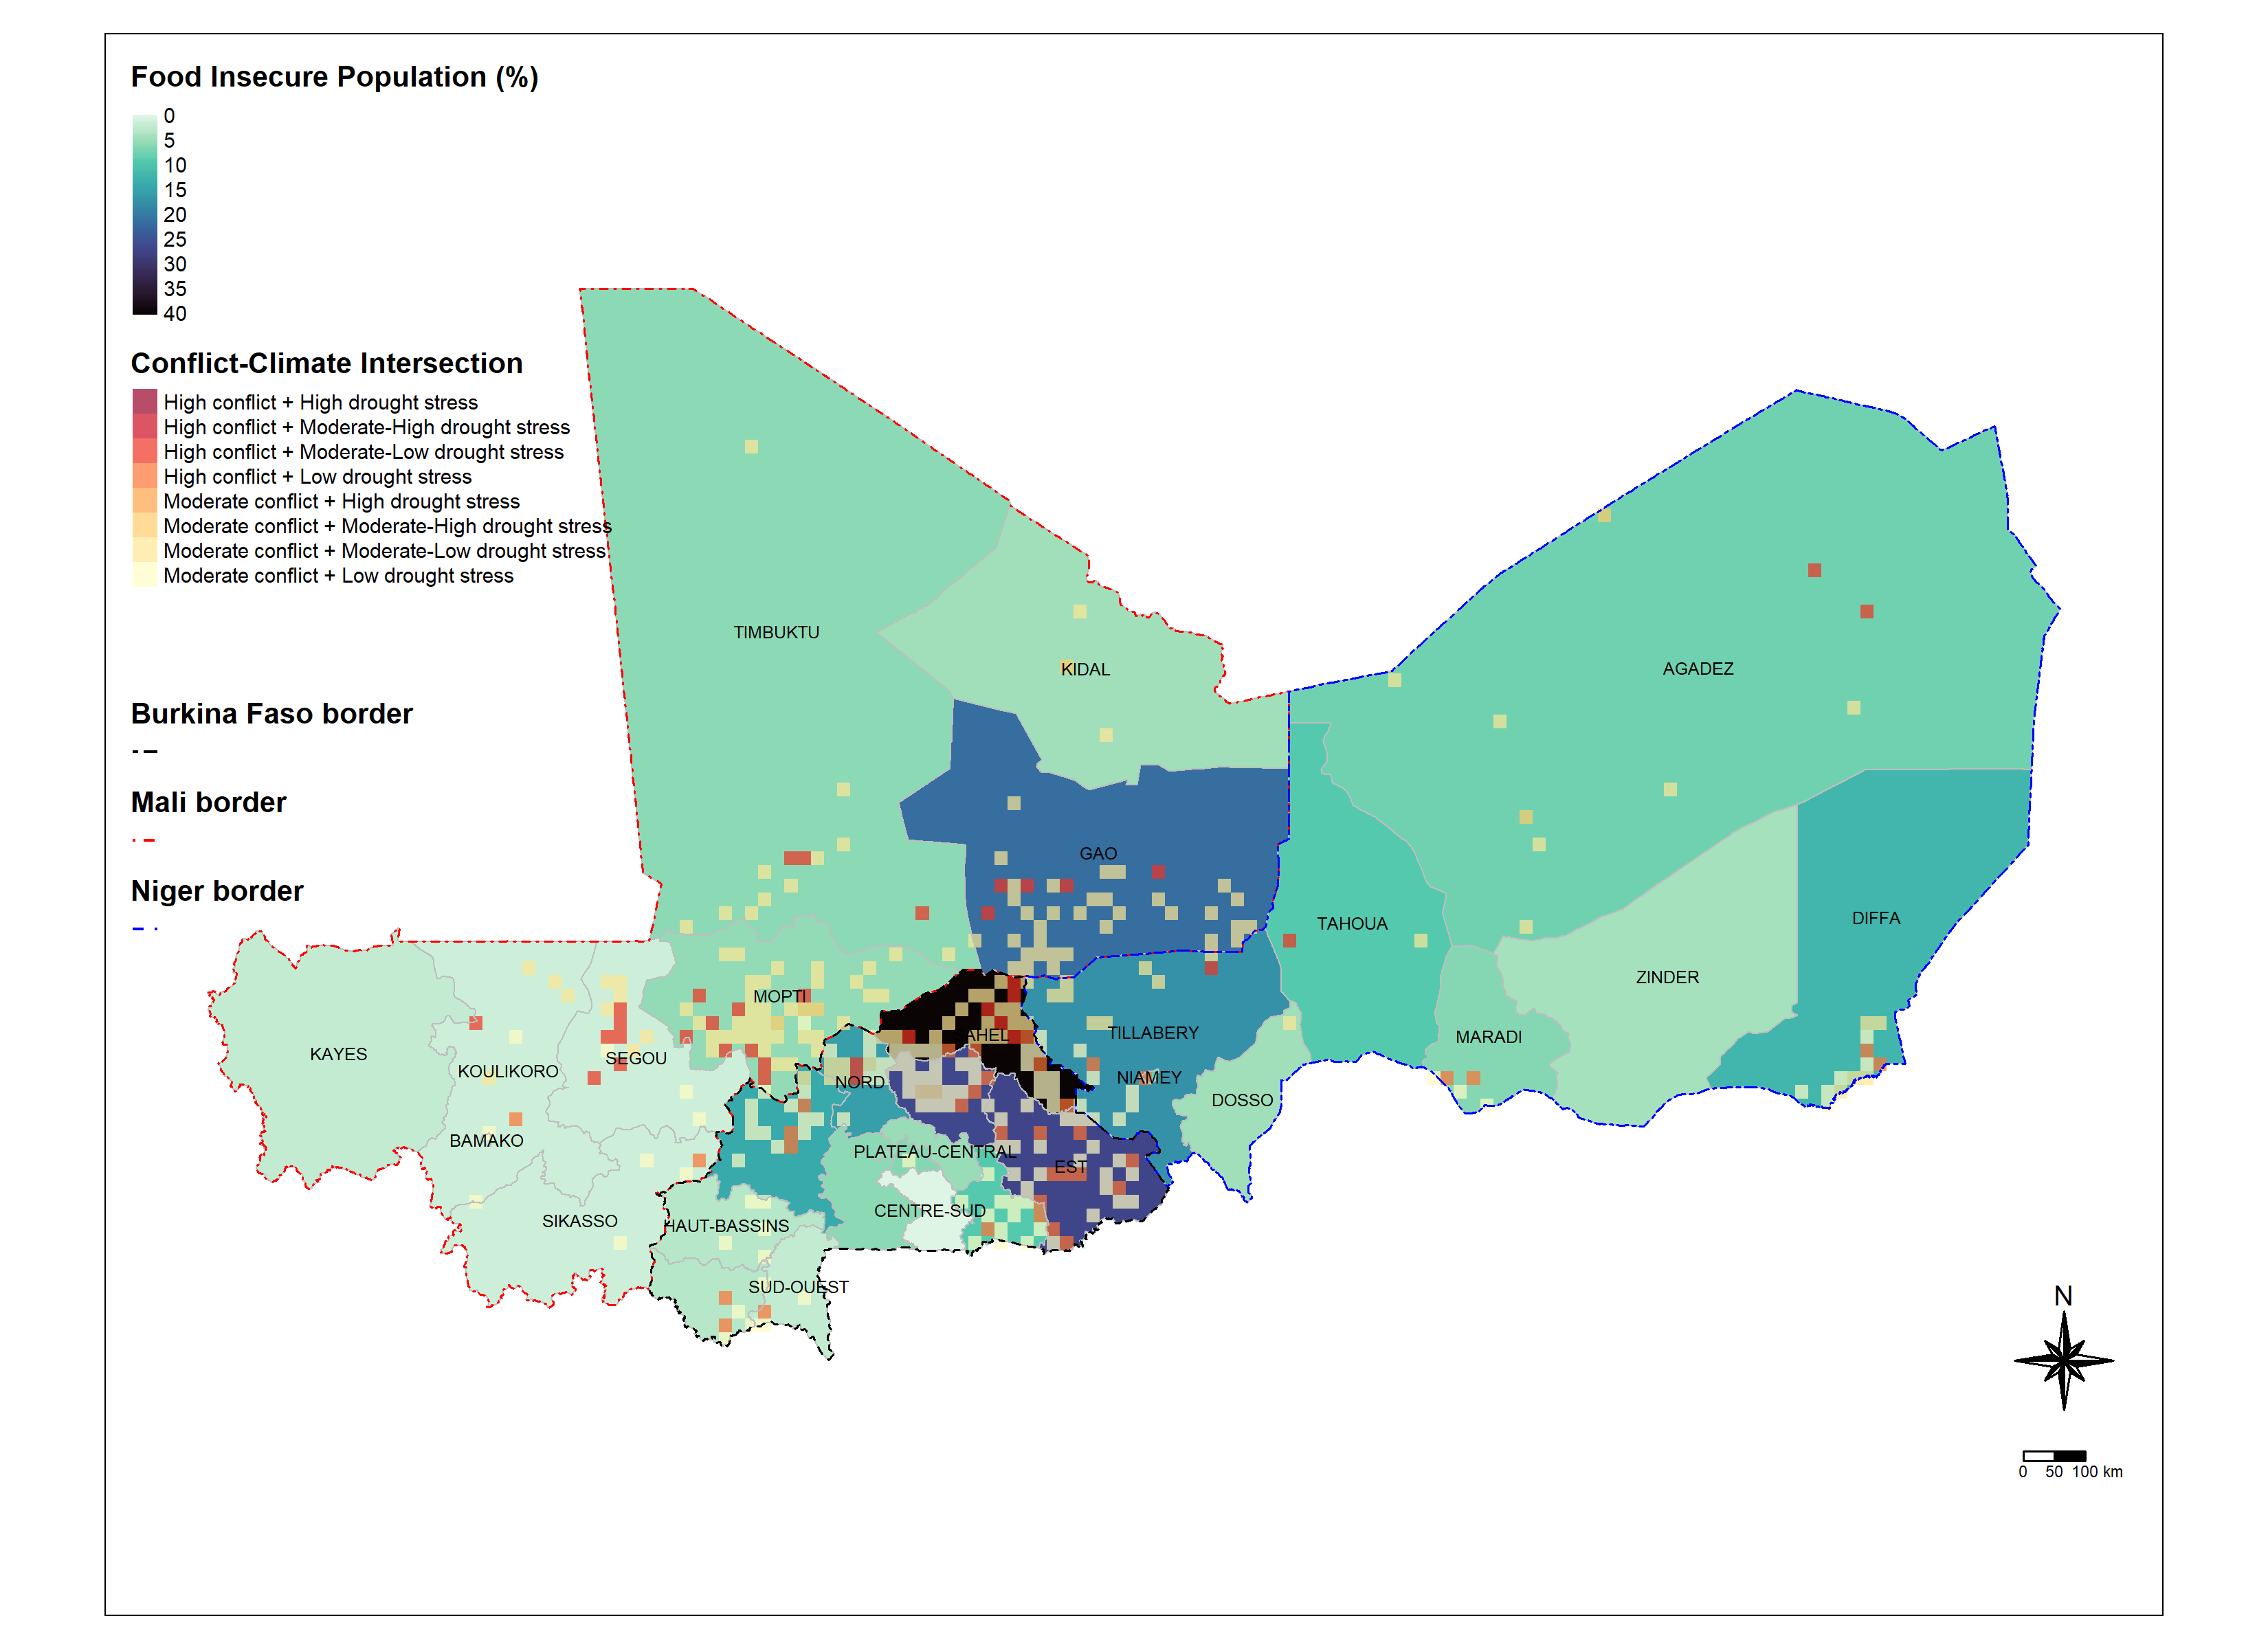 Food Insecure Population (%)
0
5
10
15
20
25
30
35
40
Conflict-Climate Intersection
High conflict + High drought stress
High conflict + Moderate-High drought stress
High conflict + Moderate-Low drought stress
High conflict + Low drought stress
Moderate conflict + High drought stress
Moderate conflict + Moderate-High drought stress
Moderate conflict + Moderate-Low drought stress
Moderate conflict + Low drought stress
Burkina Faso border
Mali border
Niger border
TIMBUKTU
KIDAL
AGADEZ
GAO
TAHOUA
DIFFA
ZINDER
MOPTI
TILLABERY
AHEL
MARADI
KAYES
SEGOU
KOULIKORO
NORD
NIAMEY
DOSSO
BAMAKO
PLATEAU-CENTRAL
EST
CENTRE-SUD
SIKASSO
HAUT-BASSINS
SUD-OUEST
N
0 50 100 km